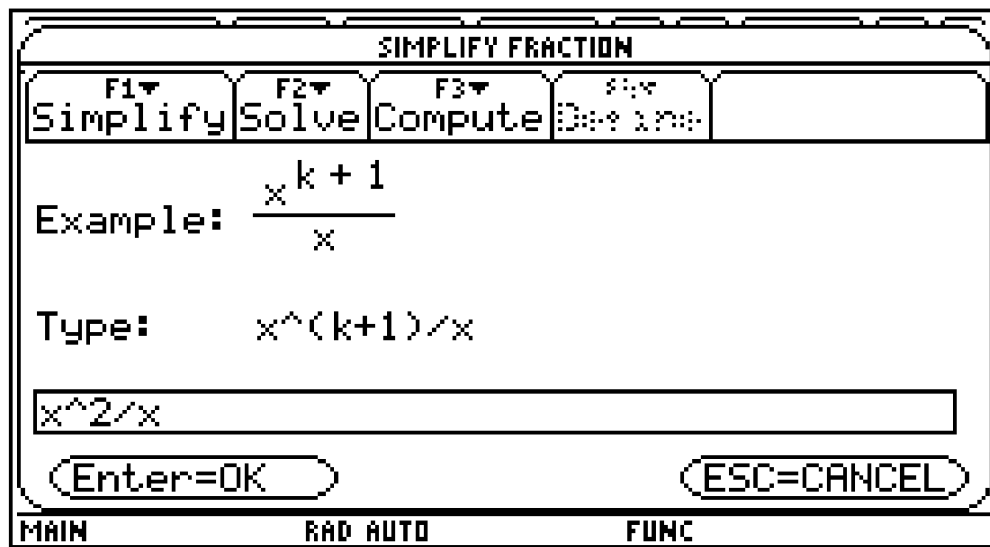 SIMPLIFY FRACTION
F1▾ F2▾ F3▾
Simplify Solve Compute
x^(k + 1)
Example:
x
Type: x^(k+1)/x
x^2/x
Enter=OK ESC=CANCEL
MAIN RAD AUTO FUNC